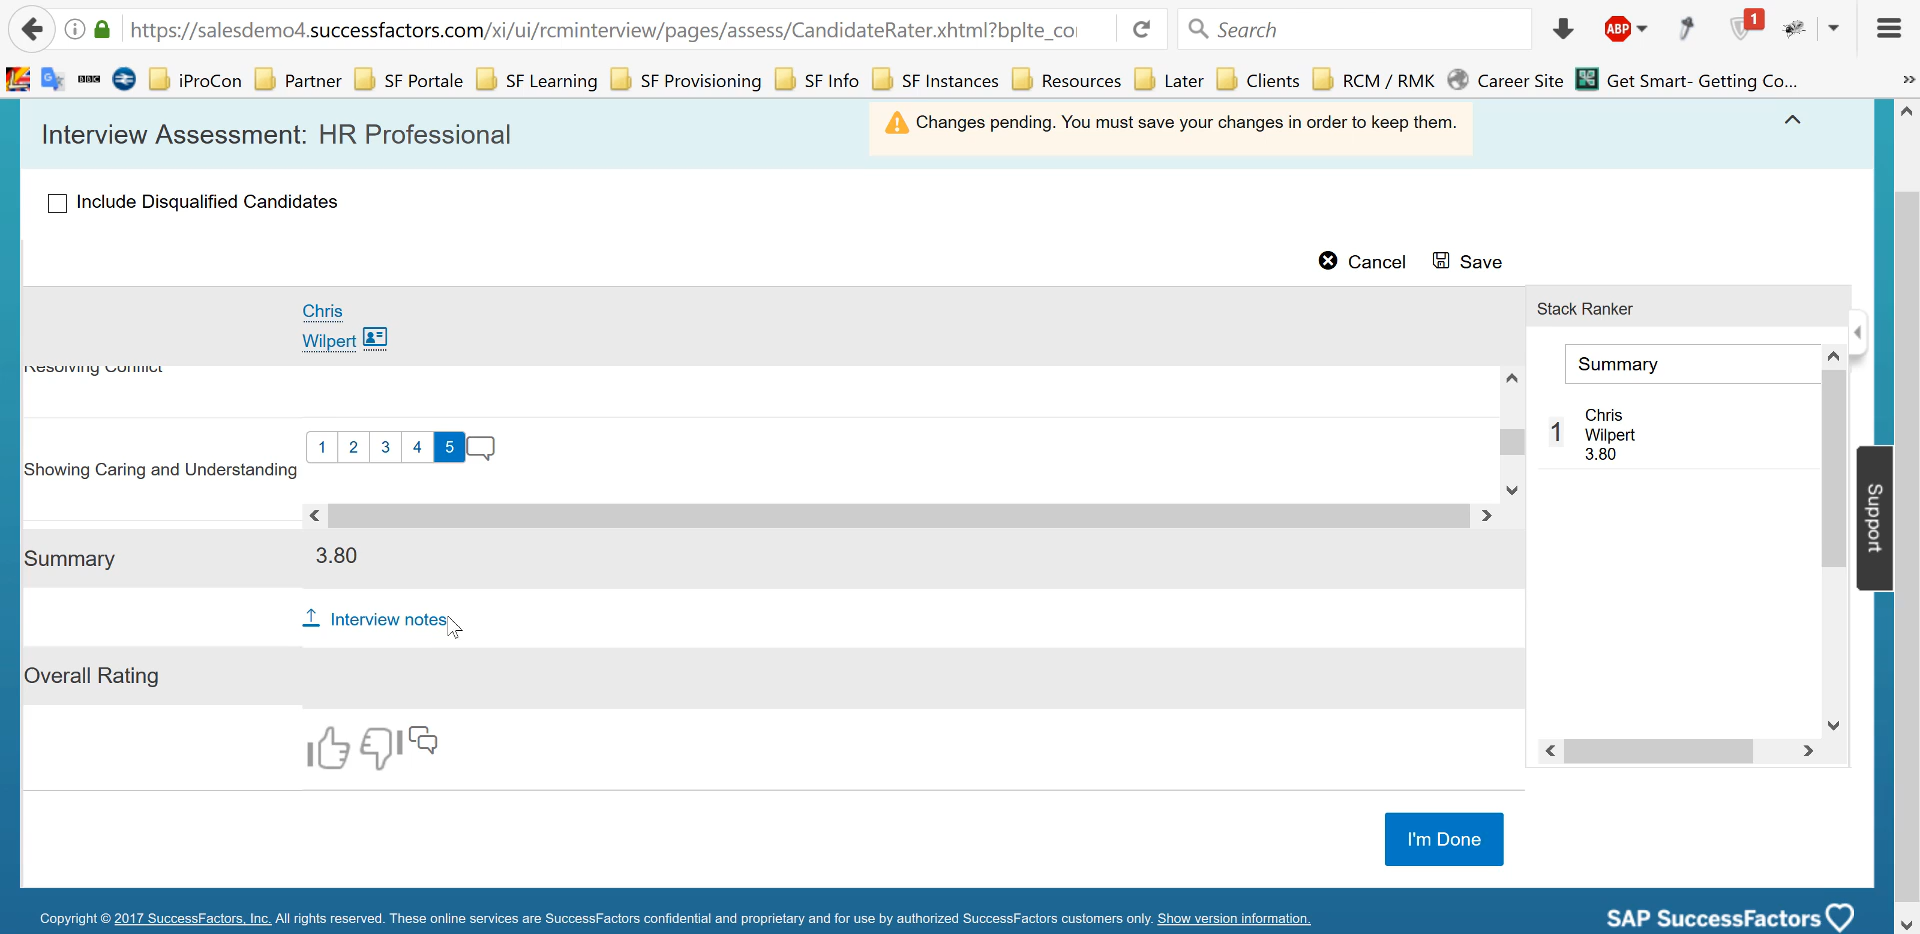 https://salesdemo4.successfactors.com/xi/ui/rcminterview/pages/assess/CandidateRater.xhtml?bplte_co
Search
ABP
1
BBC
iProCon
Partner
SF Portale
SF Learning
SF Provisioning
SF Info
SF Instances
Resources
Later
Clients
RCM / RMK
Career Site
Get Smart- Getting Co...
Interview Assessment: HR Professional
Changes pending. You must save your changes in order to keep them.
Include Disqualified Candidates
Cancel
Save
Chris
Wilpert
Stack Ranker
Resolving Conflict
Summary
1
Chris
Wilpert
3.80
1 2 3 4 5
Showing Caring and Understanding
Support
Summary
3.80
Interview notes
Overall Rating
I'm Done
Copyright © 2017 SuccessFactors, Inc. All rights reserved. These online services are SuccessFactors confidential and proprietary and for use by authorized SuccessFactors customers only. Show version information.
SAP SuccessFactors